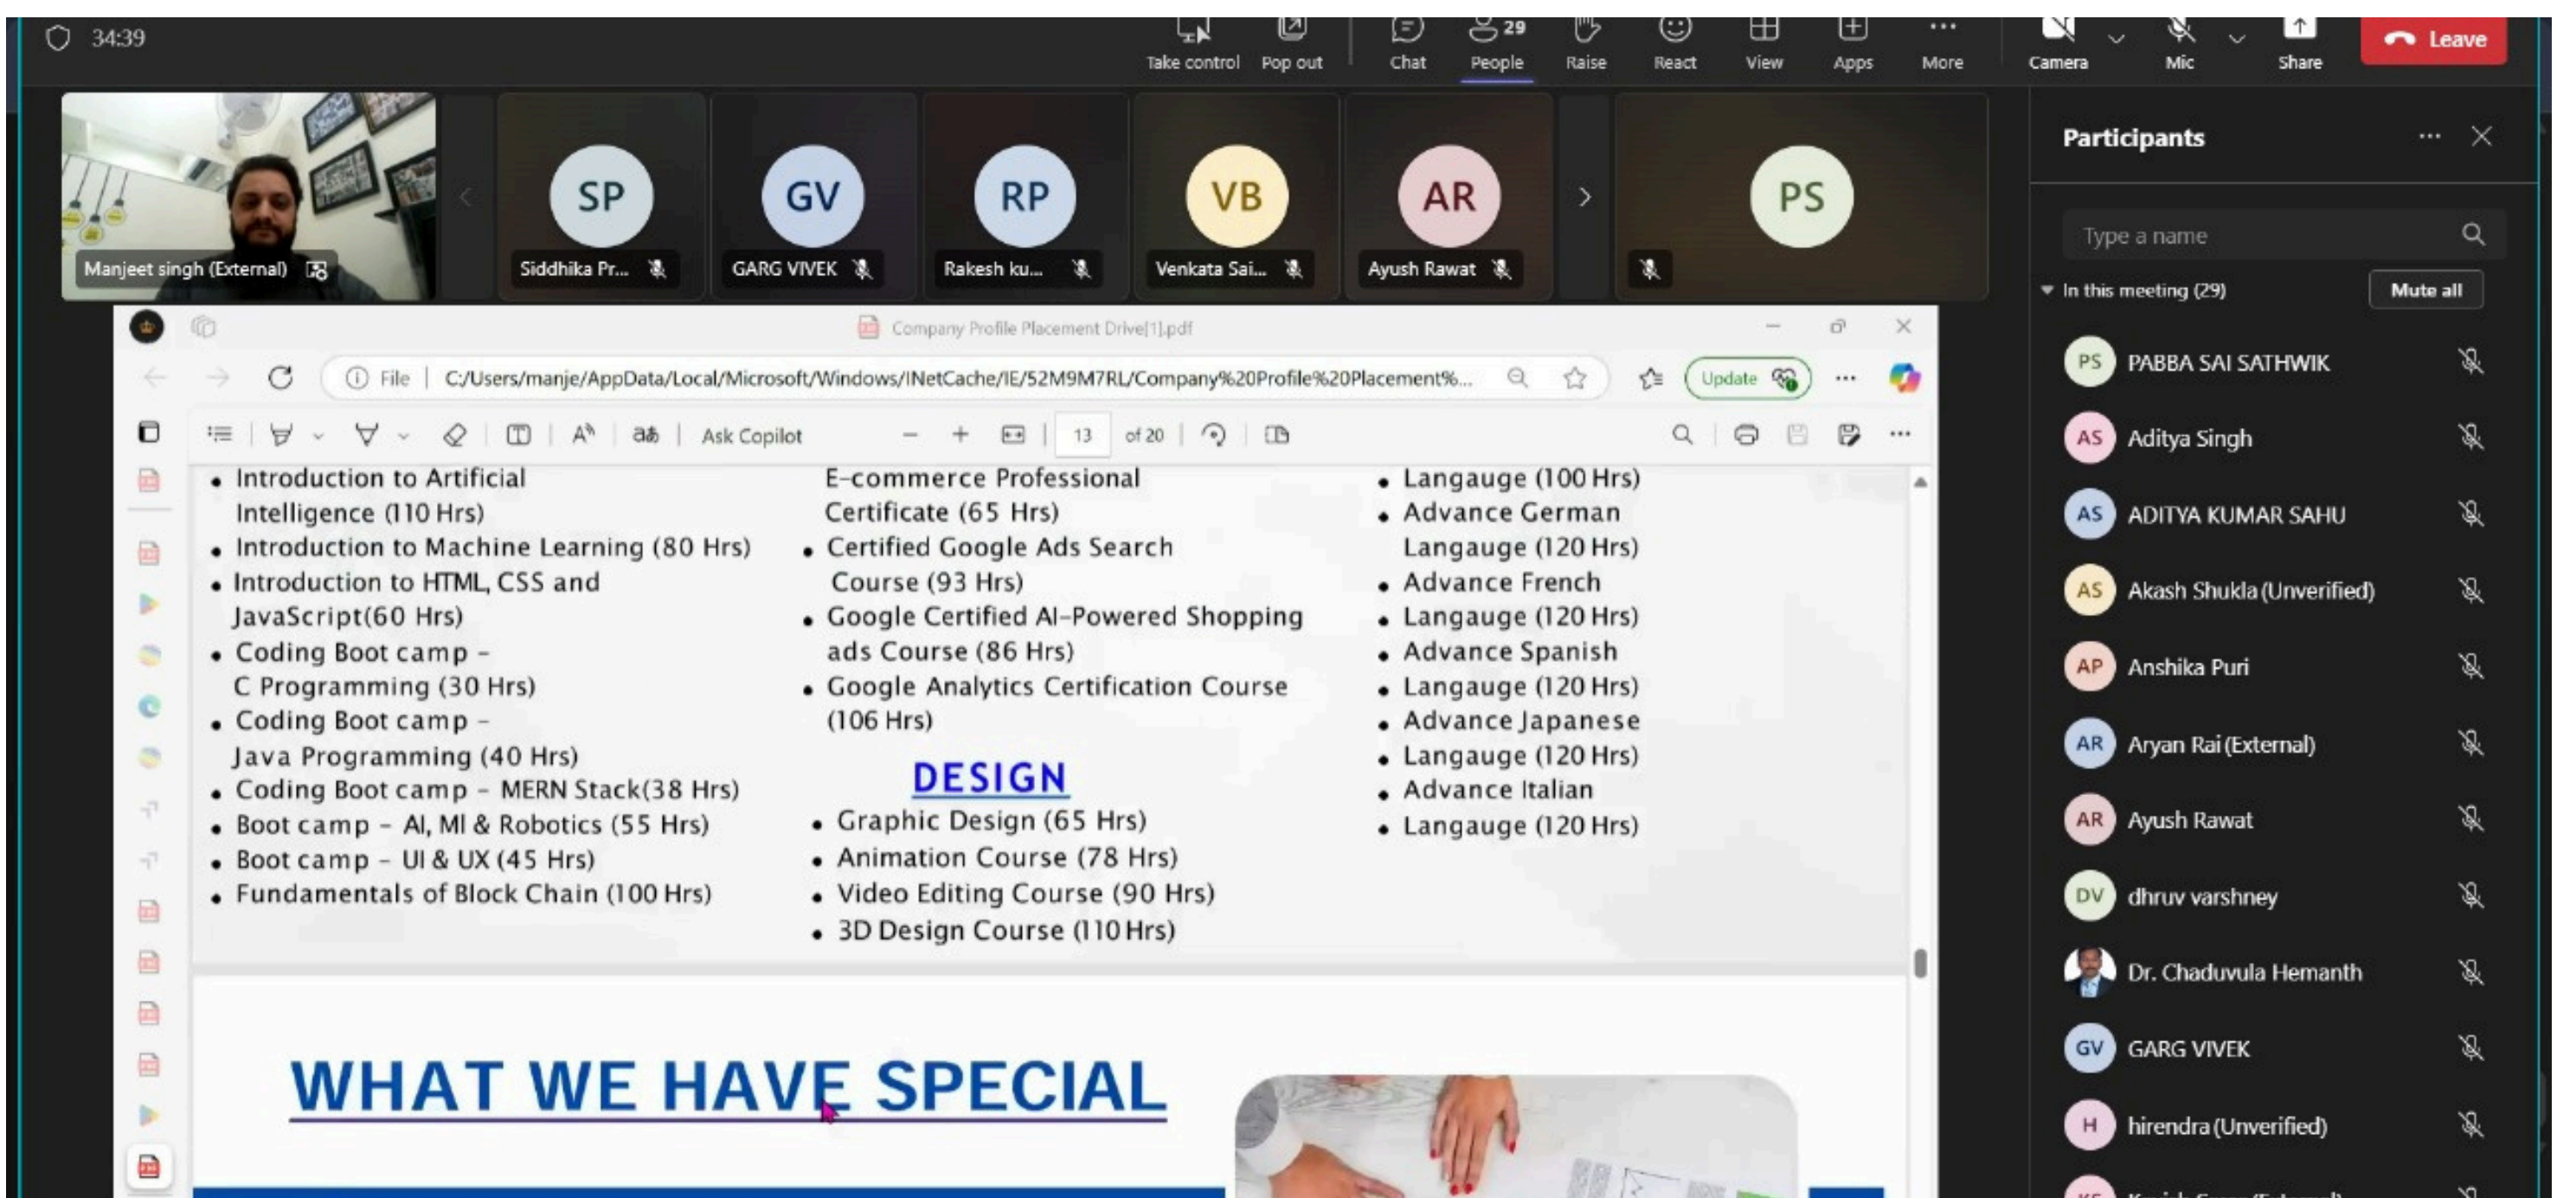 34:39
Take control
Pop out
Chat
29
People
Raise
React
View
Apps
More
Camera
Mic
Share
Leave
Manjeet singh (External)
SP
Siddhika Pr...
GV
GARG VIVEK
RP
Rakesh ku...
VB
Venkata Sai...
AR
Ayush Rawat
PS
Company Profile Placement Drive[1].pdf
File
C:/Users/manje/AppData/Local/Microsoft/Windows/INetCache/IE/52M9M7RL/Company%20Profile%20Placement%...
Update
Ask Copilot
13 of 20
• Introduction to Artificial
Intelligence (110 Hrs)
• Introduction to Machine Learning (80 Hrs)
• Introduction to HTML, CSS and
JavaScript(60 Hrs)
• Coding Boot camp –
C Programming (30 Hrs)
• Coding Boot camp –
Java Programming (40 Hrs)
• Coding Boot camp – MERN Stack(38 Hrs)
• Boot camp – AI, Ml & Robotics (55 Hrs)
• Boot camp – UI & UX (45 Hrs)
• Fundamentals of Block Chain (100 Hrs)
E-commerce Professional
Certificate (65 Hrs)
• Certified Google Ads Search
Course (93 Hrs)
• Google Certified AI-Powered Shopping
ads Course (86 Hrs)
• Google Analytics Certification Course
(106 Hrs)
DESIGN
• Graphic Design (65 Hrs)
• Animation Course (78 Hrs)
• Video Editing Course (90 Hrs)
• 3D Design Course (110 Hrs)
• Langauge (100 Hrs)
• Advance German
Langauge (120 Hrs)
• Advance French
• Langauge (120 Hrs)
• Advance Spanish
• Langauge (120 Hrs)
• Advance Japanese
• Langauge (120 Hrs)
• Advance Italian
• Langauge (120 Hrs)
WHAT WE HAVE SPECIAL
Participants
Type a name
In this meeting (29)
Mute all
PS PABBA SAI SATHWIK
AS Aditya Singh
AS ADITYA KUMAR SAHU
AS Akash Shukla (Unverified)
AP Anshika Puri
AR Aryan Rai (External)
AR Ayush Rawat
DV dhruv varshney
Dr. Chaduvula Hemanth
GV GARG VIVEK
H hirendra (Unverified)